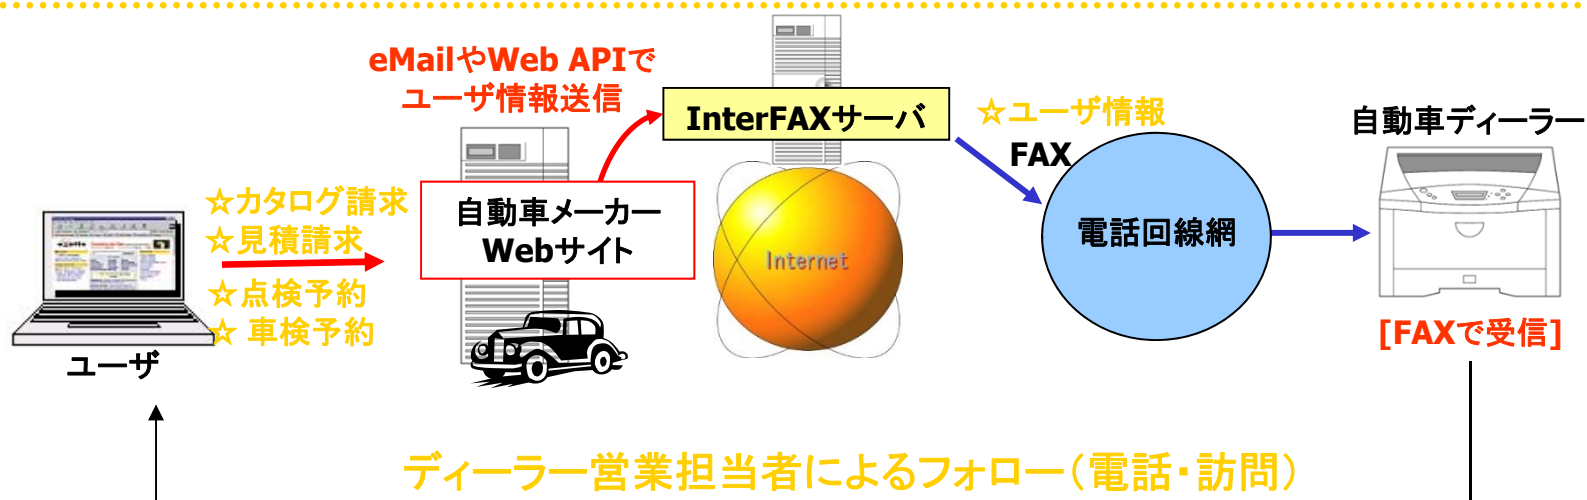 eMailやWeb APIで
ユーザ情報送信
InterFAXサーバ
☆ユーザ情報
FAX
自動車ディーラー
☆カタログ請求
☆見積請求
☆点検予約
☆ 車検予約
自動車メーカー
Webサイト
Internet
電話回線網
[FAXで受信]
ユーザ
ディーラー営業担当者によるフォロー（電話・訪問）